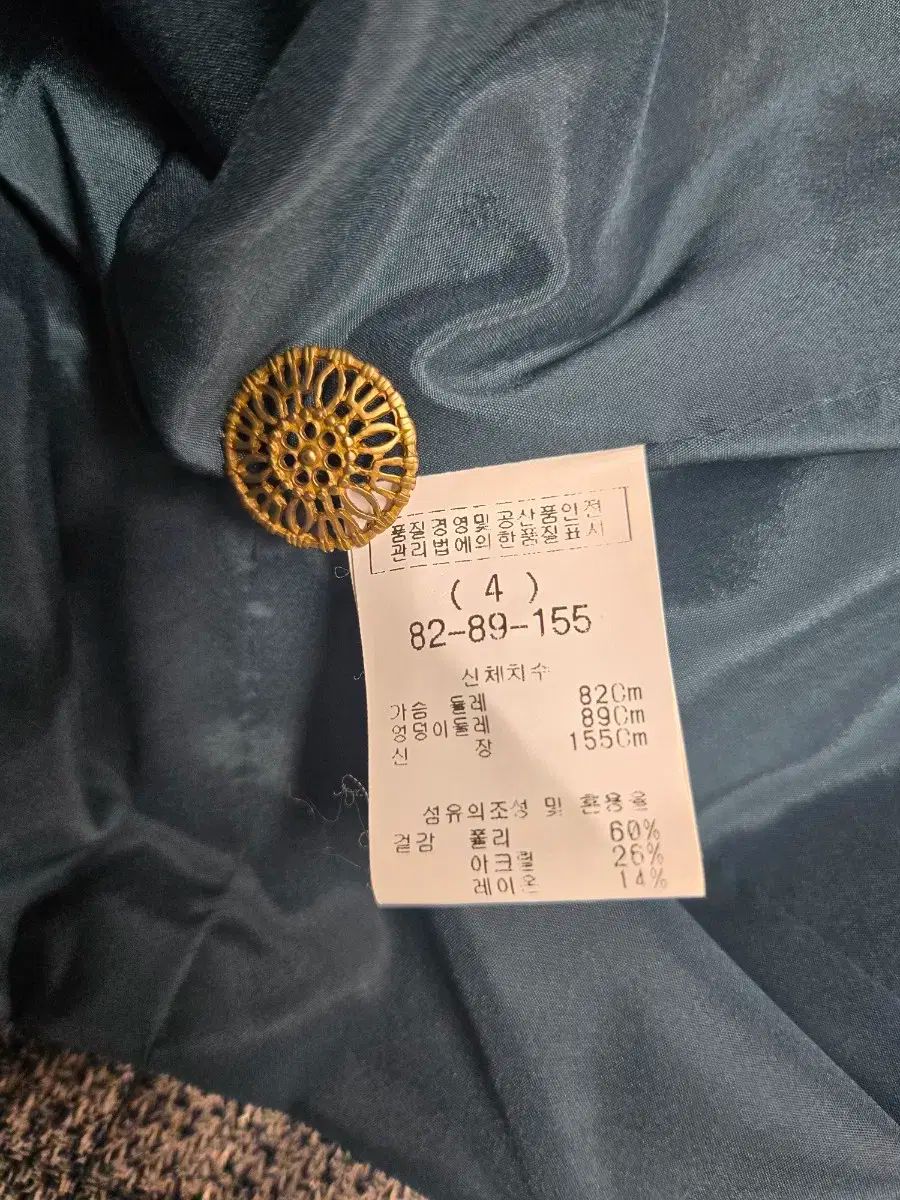 품질경영및 공산품안전
관리법에의한품질표시
( 4 )
82-89-155
신체치수
가슴 둘레 82Cm
엉덩이둘레 89Cm
신 장 155Cm
섬유의조성 및 혼용율
겉감 폴리 60%
아크릴 26%
레이온 14%